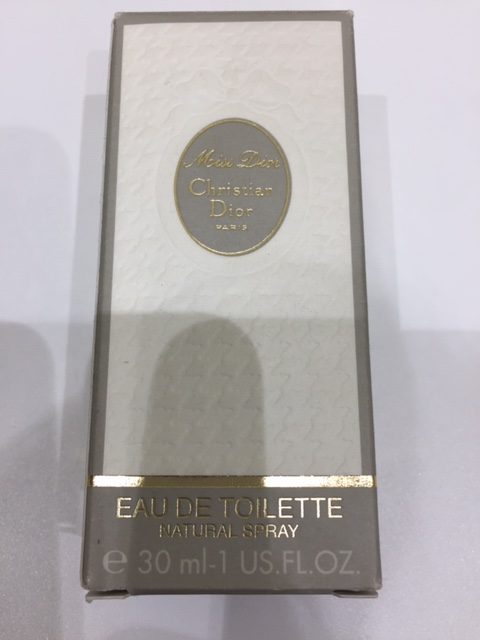 Miss Dior
Christian
Dior
PARIS
EAU DE TOILETTE
NATURAL SPRAY
℮ 30 ml-1 US.FL.OZ.